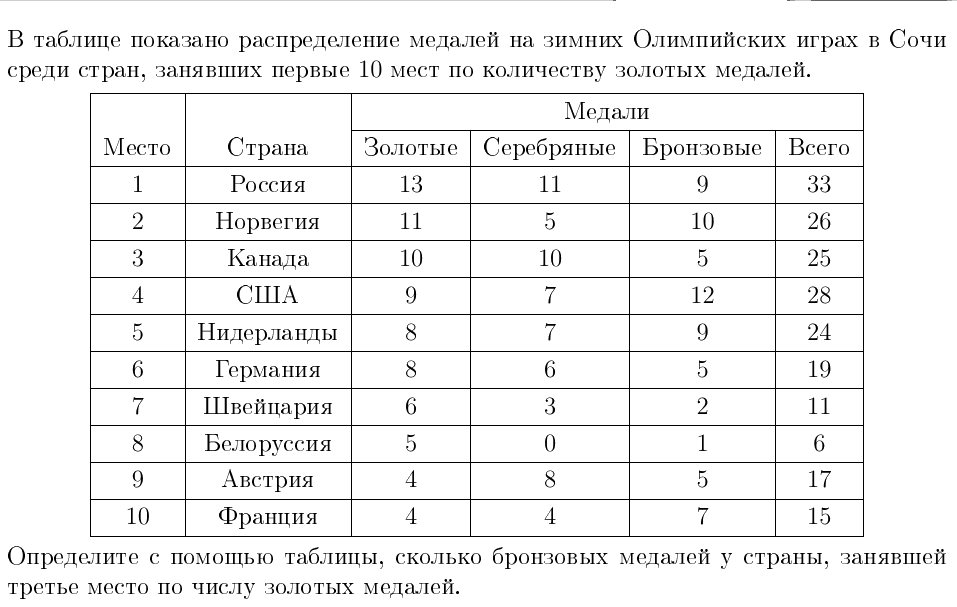 В таблице показано распределение медалей на зимних Олимпийских играх в Сочи
среди стран, занявших первые 10 мест по количеству золотых медалей.
Медали
Место Страна Золотые Серебряные Бронзовые Всего
1 Россия 13 11 9 33
2 Норвегия 11 5 10 26
3 Канада 10 10 5 25
4 США 9 7 12 28
5 Нидерланды 8 7 9 24
6 Германия 8 6 5 19
7 Швейцария 6 3 2 11
8 Белоруссия 5 0 1 6
9 Австрия 4 8 5 17
10 Франция 4 4 7 15
Определите с помощью таблицы, сколько бронзовых медалей у страны, занявшей
третье место по числу золотых медалей.